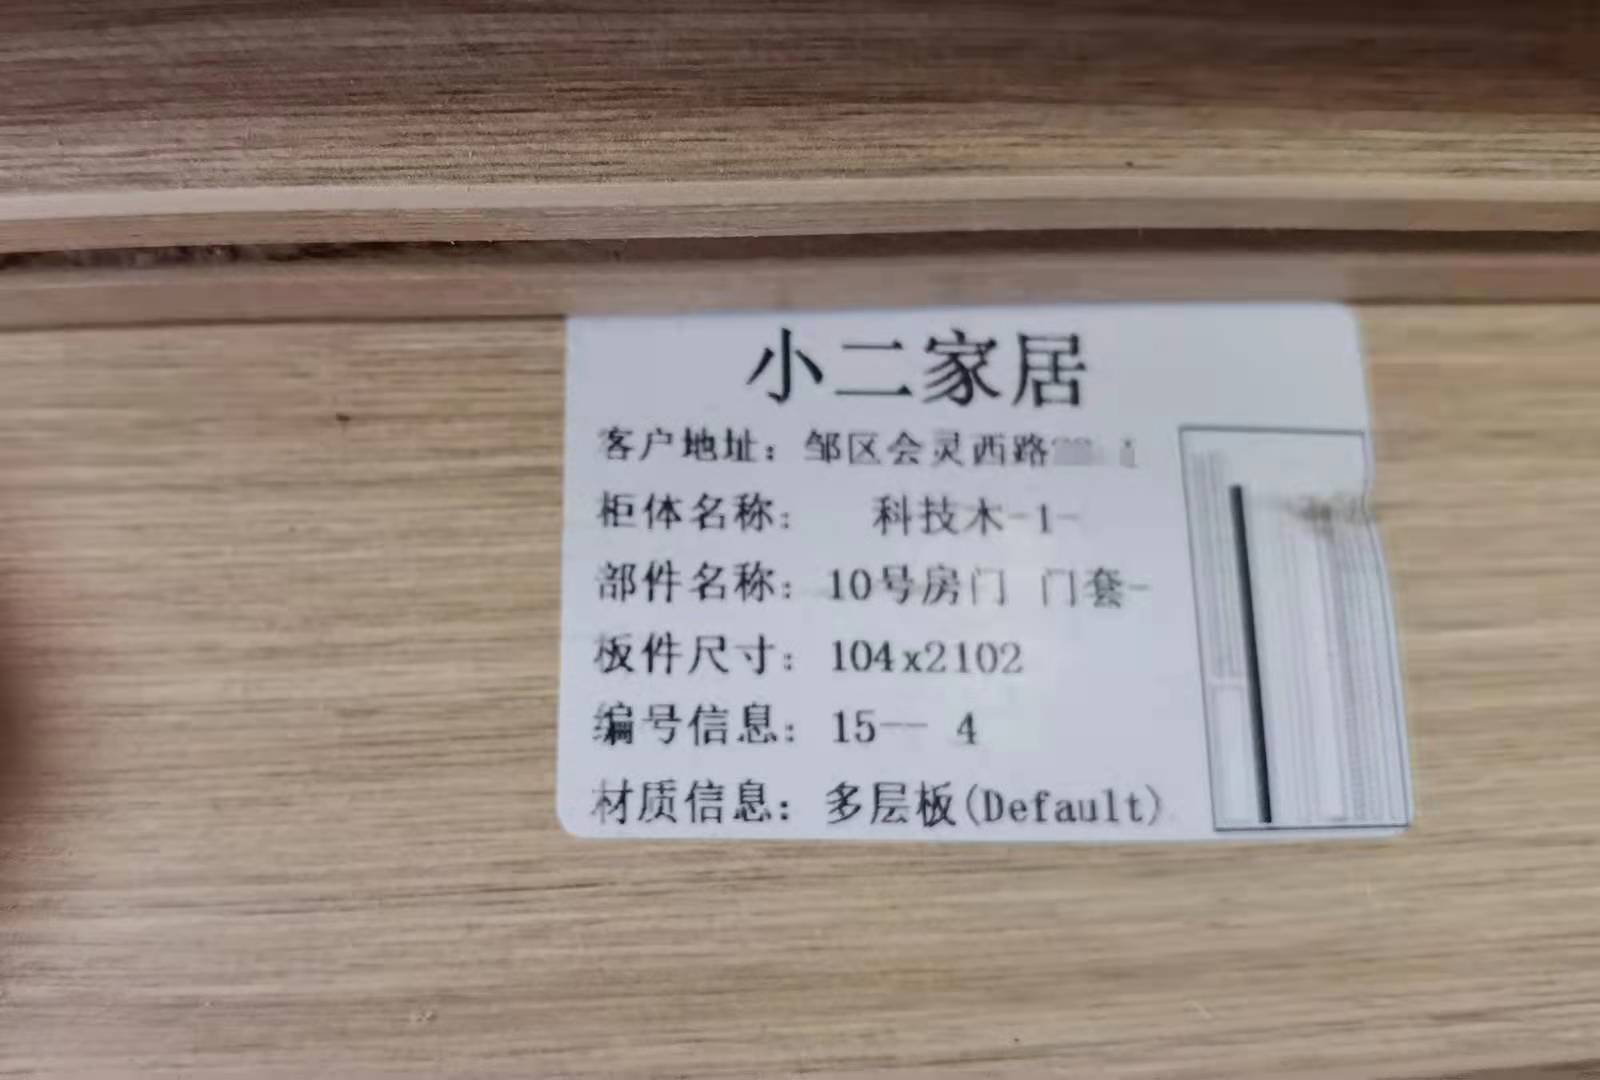 小二家居
客户地址：邹区会灵西路
柜体名称： 科技木-1-
部件名称：10号房门 门套-
板件尺寸：104x2102
编号信息：15-- 4
材质信息：多层板(Default)